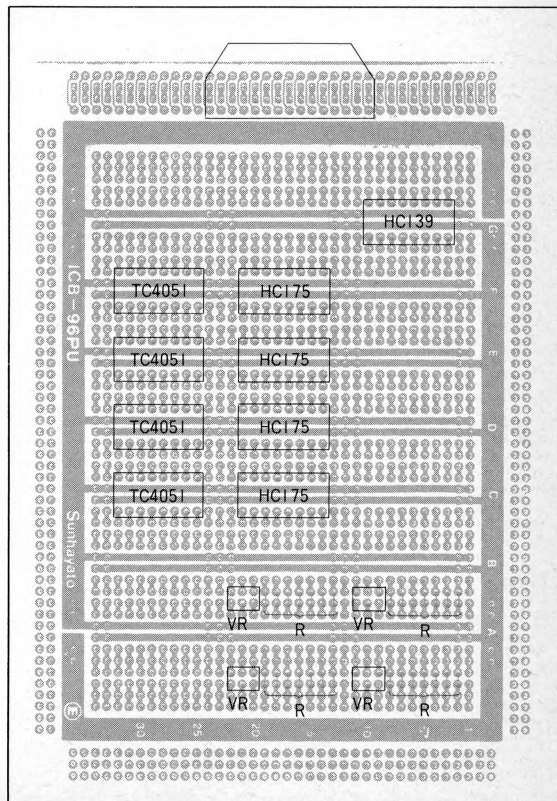 HC139
G
TC4051 HC175
F
ICB-96PU
TC4051 HC175
E
TC4051 HC175
D
TC4051 HC175
C
Sunhayato
B
VR R VR R
A
VR R VR R
E
30 25 20 10